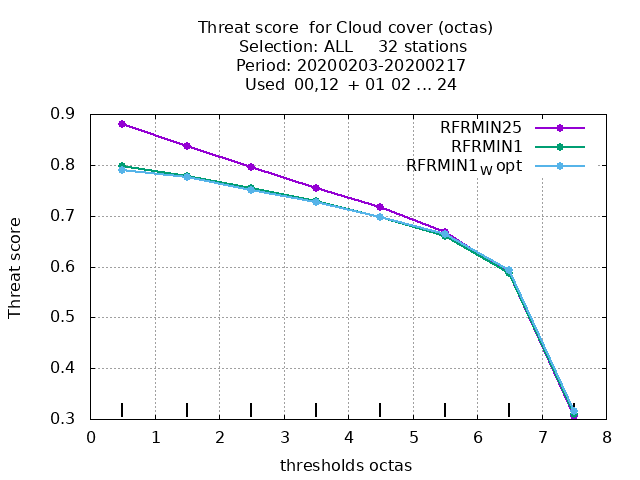 Threat score for Cloud cover (octas)
Selection: ALL 32 stations
Period: 20200203-20200217
Used 00,12 + 01 02 ... 24
RFRMIN25
RFRMIN1
RFRMIN1w opt
0.9
0.8
0.7
0.6
0.5
0.4
0.3
Threat score
0 1 2 3 4 5 6 7 8
thresholds octas